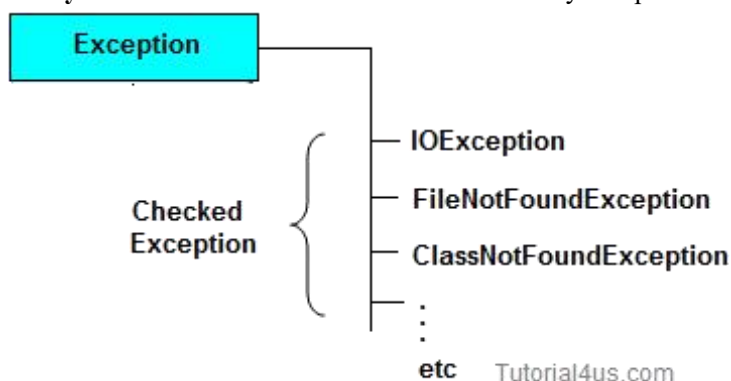 Exception
IOException
FileNotFoundException
Checked
Exception
ClassNotFoundException
etc
Tutorial4us.com